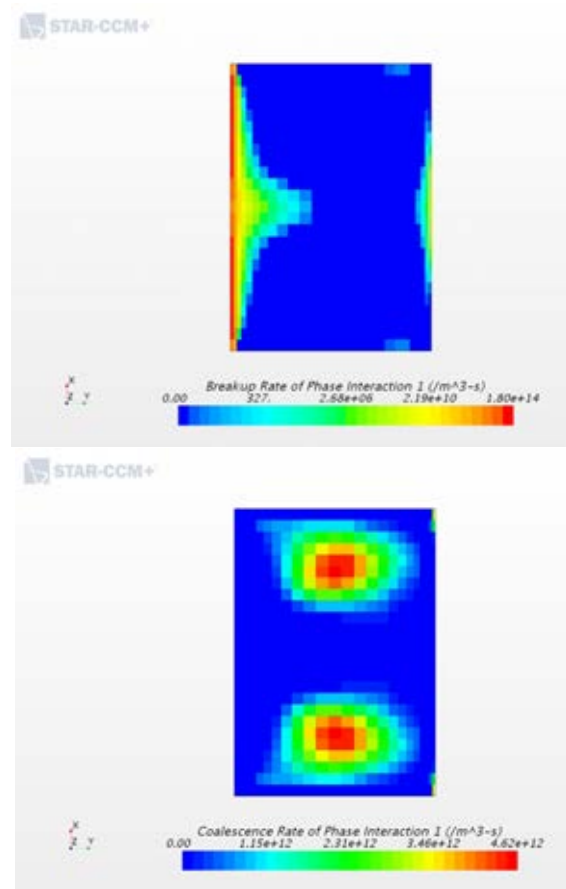 STAR-CCM+
Breakup Rate of Phase Interaction 1 (/m^3-s)
0.00 327. 2.68e+06 2.19e+10 1.80e+14
X
Z Y
STAR-CCM+
Coalescence Rate of Phase Interaction 1 (/m^3-s)
0.00 1.15e+12 2.31e+12 3.46e+12 4.62e+12
X
Z Y